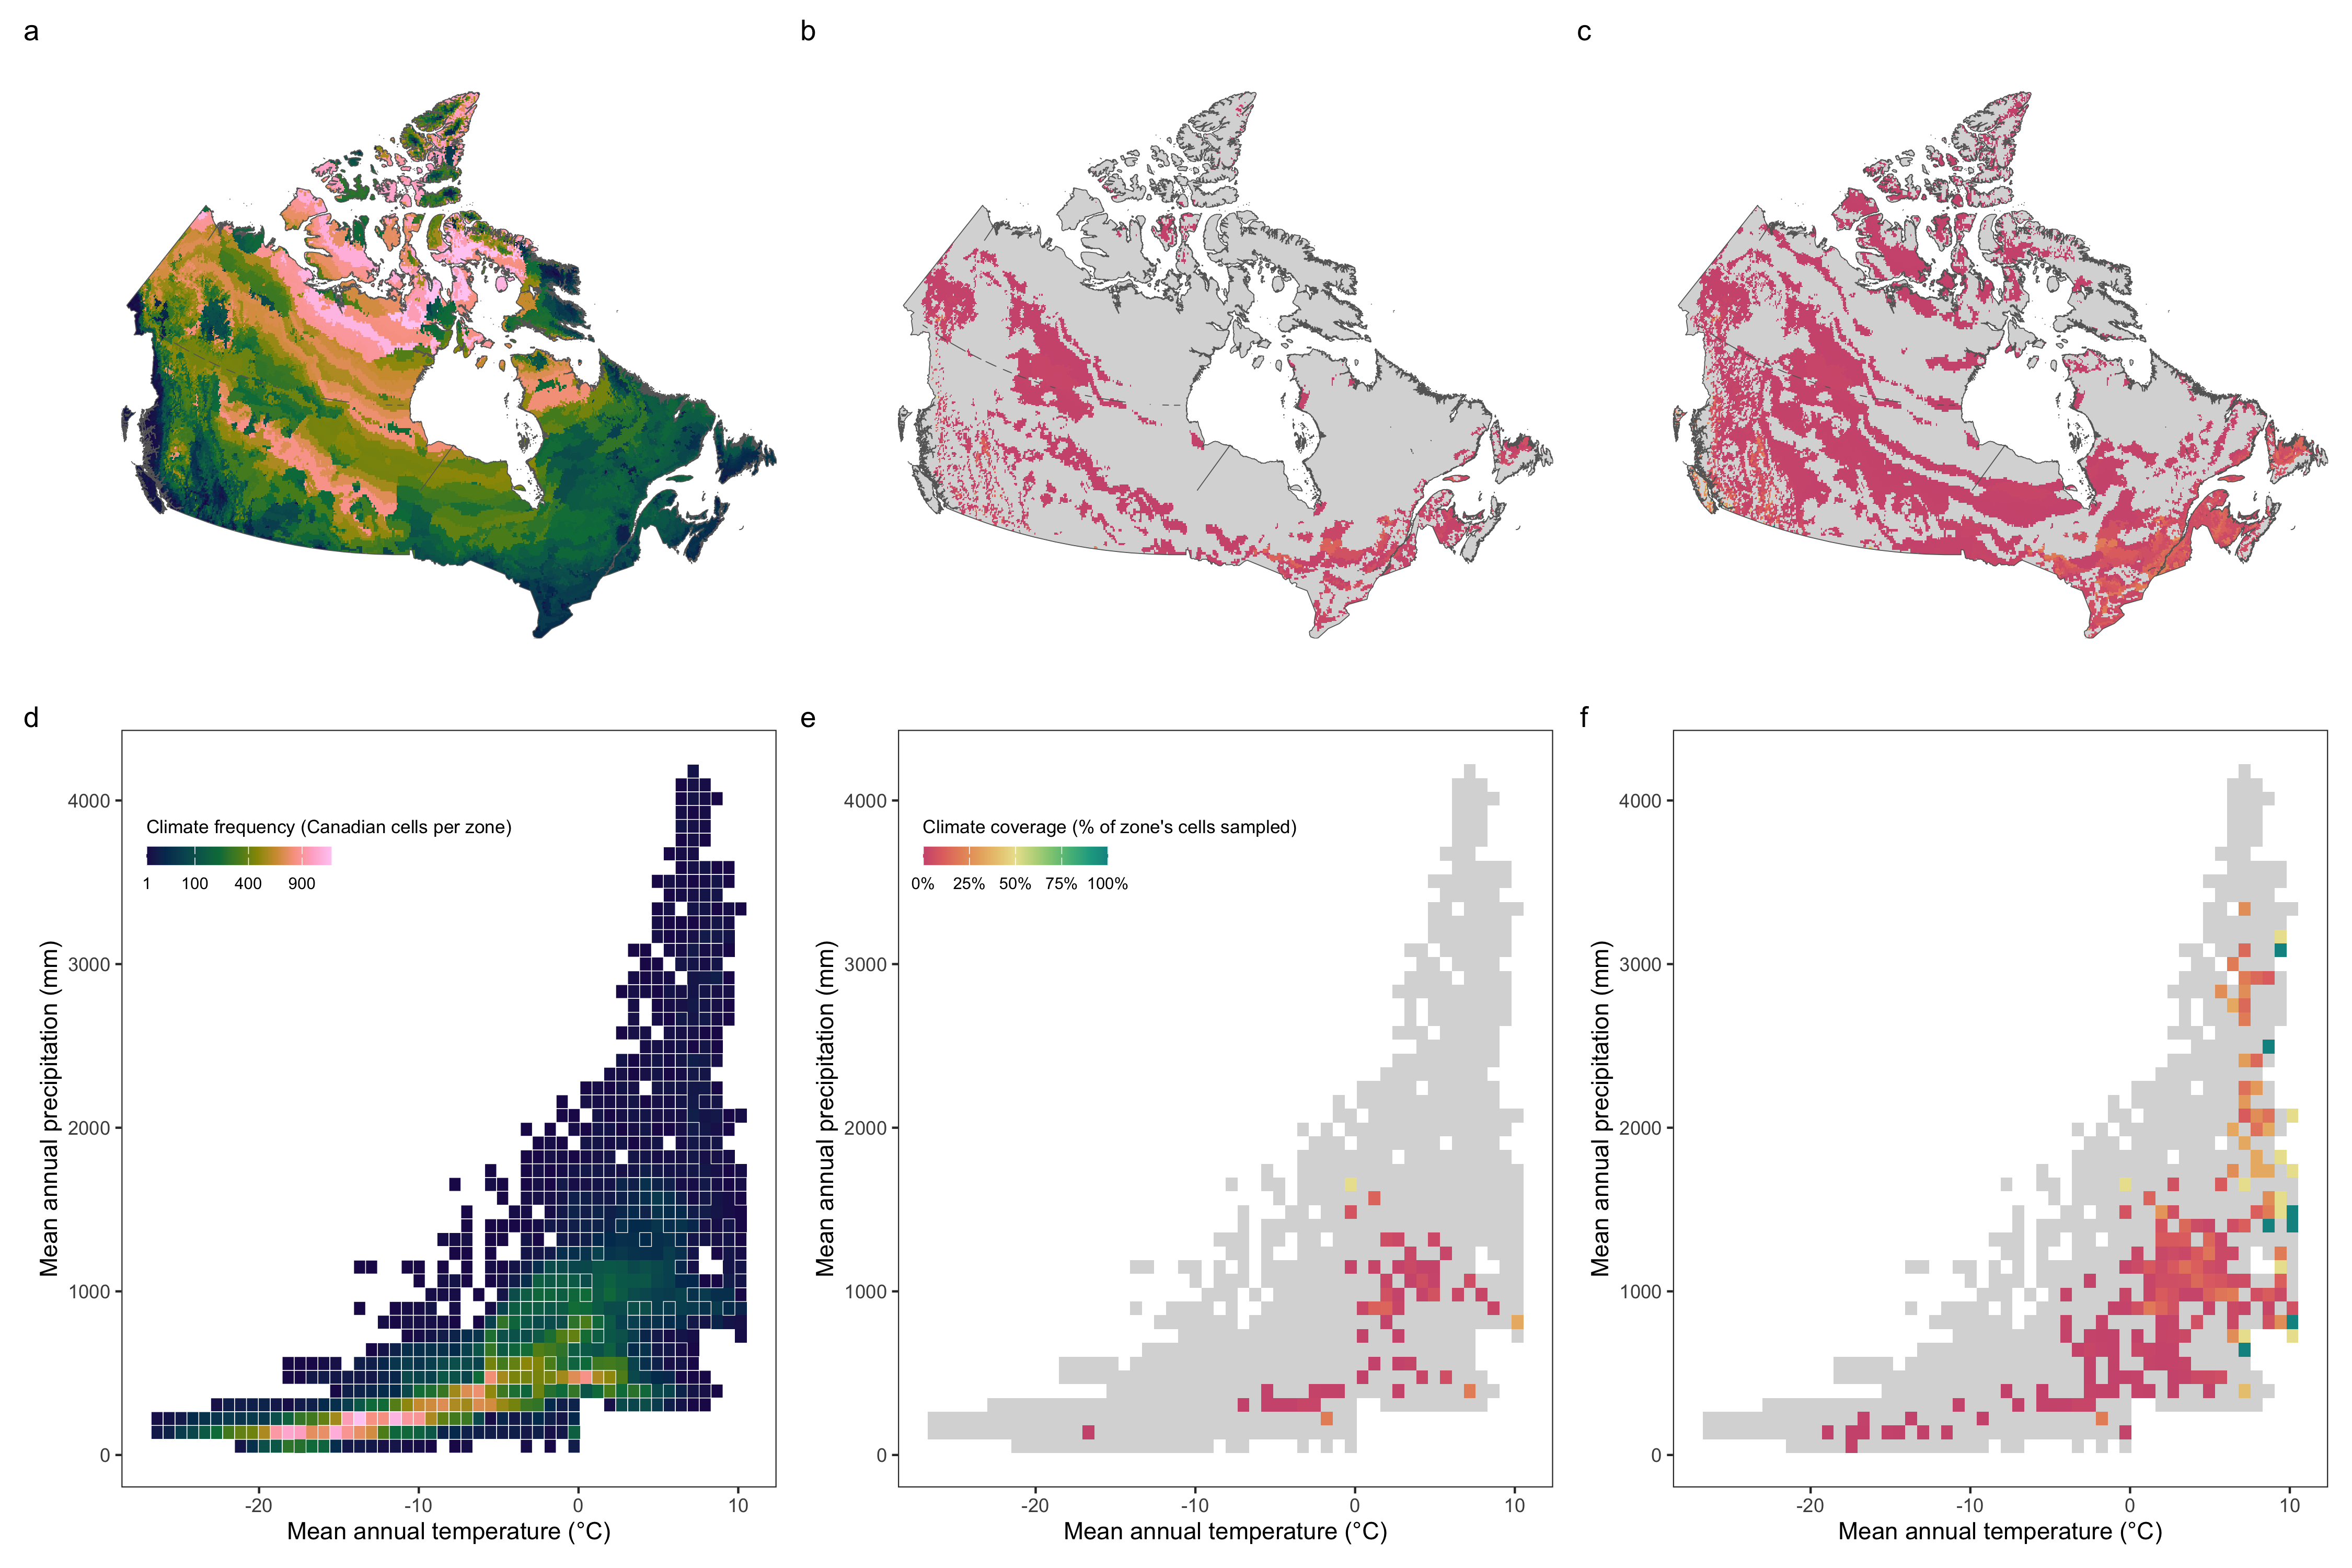 a
b
c
d
e
f
Climate frequency (Canadian cells per zone)
1 100 400 900
Mean annual precipitation (mm)
4000
3000
2000
1000
0
-20 -10 0 10
Mean annual temperature (°C)
Climate coverage (% of zone's cells sampled)
0% 25% 50% 75% 100%
Mean annual precipitation (mm)
4000
3000
2000
1000
0
-20 -10 0 10
Mean annual temperature (°C)
Mean annual precipitation (mm)
4000
3000
2000
1000
0
-20 -10 0 10
Mean annual temperature (°C)